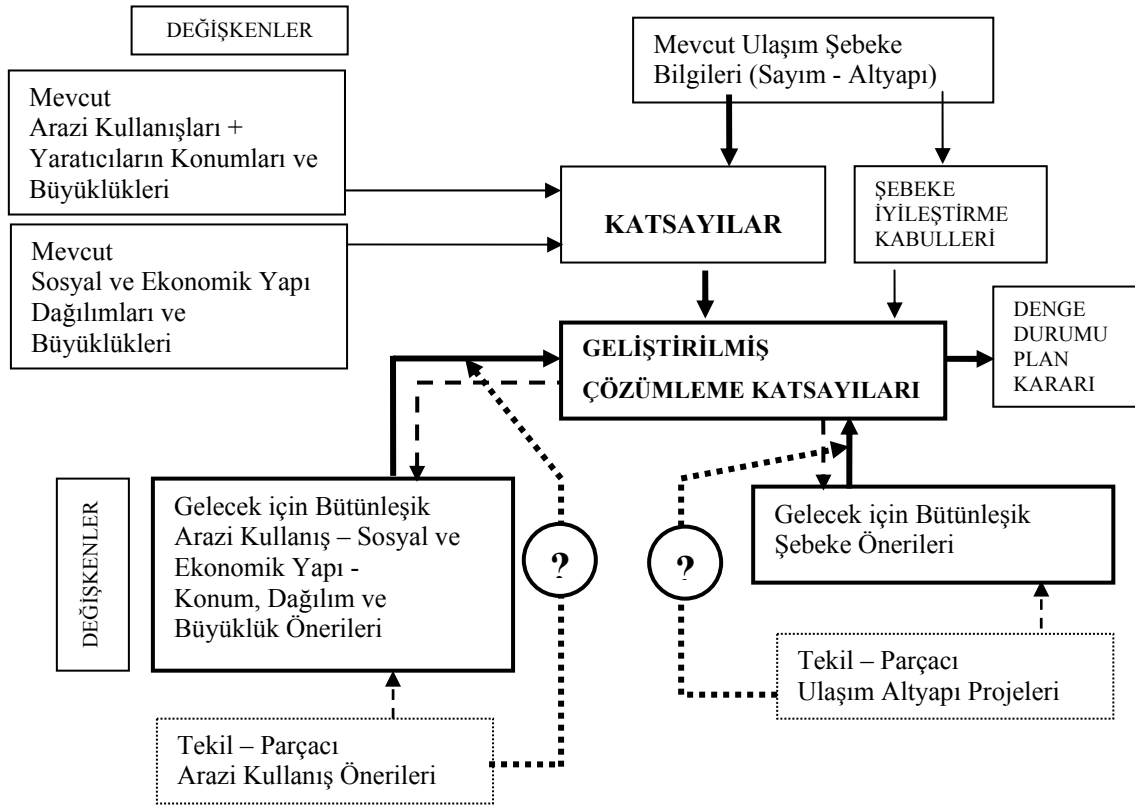 DEĞİŞKENLER
Mevcut Ulaşım Şebeke
Bilgileri (Sayım - Altyapı)
Mevcut
Arazi Kullanışları +
Yaratıcıların Konumları ve
Büyüklükleri
KATSAYILAR
ŞEBEKE
İYİLEŞTİRME
KABULLERİ
Mevcut
Sosyal ve Ekonomik Yapı
Dağılımları ve
Büyüklükleri
GELİŞTİRİLMİŞ
ÇÖZÜMLEME KATSAYILARI
DENGE
DURUMU
PLAN
KARARI
DEĞİŞKENLER
Gelecek için Bütünleşik
Arazi Kullanış – Sosyal ve
Ekonomik Yapı -
Konum, Dağılım ve
Büyüklük Önerileri
?
?
Gelecek için Bütünleşik
Şebeke Önerileri
Tekil – Parçacı
Ulaşım Altyapı Projeleri
Tekil – Parçacı
Arazi Kullanış Önerileri